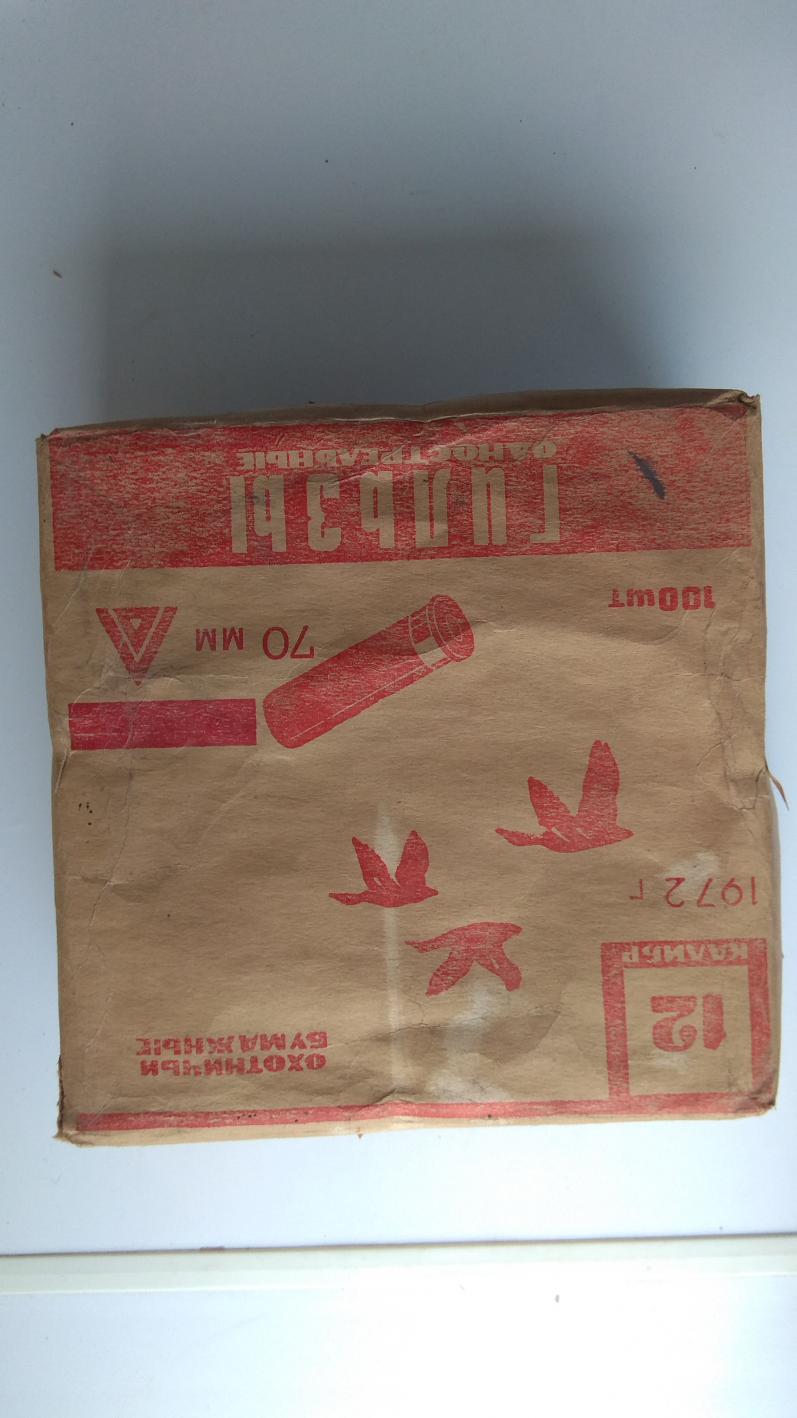 ОХОТНИЧЬИ
БУМАЖНЫЕ
12
КАЛИБР
1972 г
70 мм
100шт
ГИЛЬЗЫ
ОДНОСТРЕЛЬНЫЕ